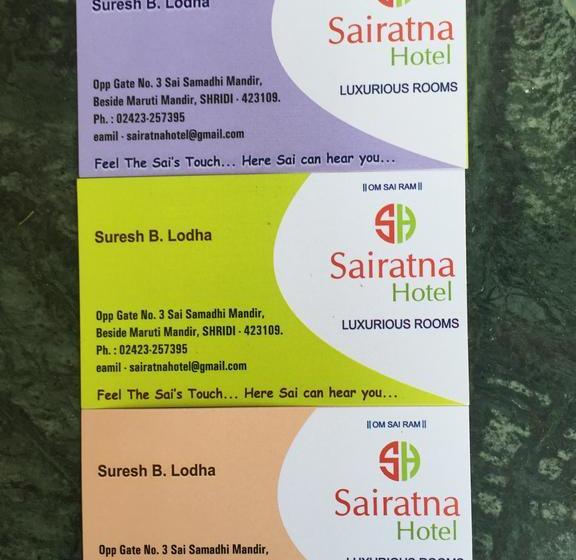 Suresh B. Lodha
Sairatna
Hotel
LUXURIOUS ROOMS
Opp Gate No. 3 Sai Samadhi Mandir,
Beside Maruti Mandir, SHRIDI - 423109.
Ph. : 02423-257395
eamil - sairatnahotel@gmail.com
Feel The Sai's Touch... Here Sai can hear you...
|| OM SAI RAM ||
SH
Suresh B. Lodha
Sairatna
Hotel
LUXURIOUS ROOMS
Opp Gate No. 3 Sai Samadhi Mandir,
Beside Maruti Mandir, SHRIDI - 423109.
Ph. : 02423-257395
eamil - sairatnahotel@gmail.com
Feel The Sai's Touch... Here Sai can hear you...
|| OM SAI RAM ||
SH
Suresh B. Lodha
Sairatna
Hotel
LUXURIOUS ROOMS
Opp Gate No. 3 Sai Samadhi Mandir,